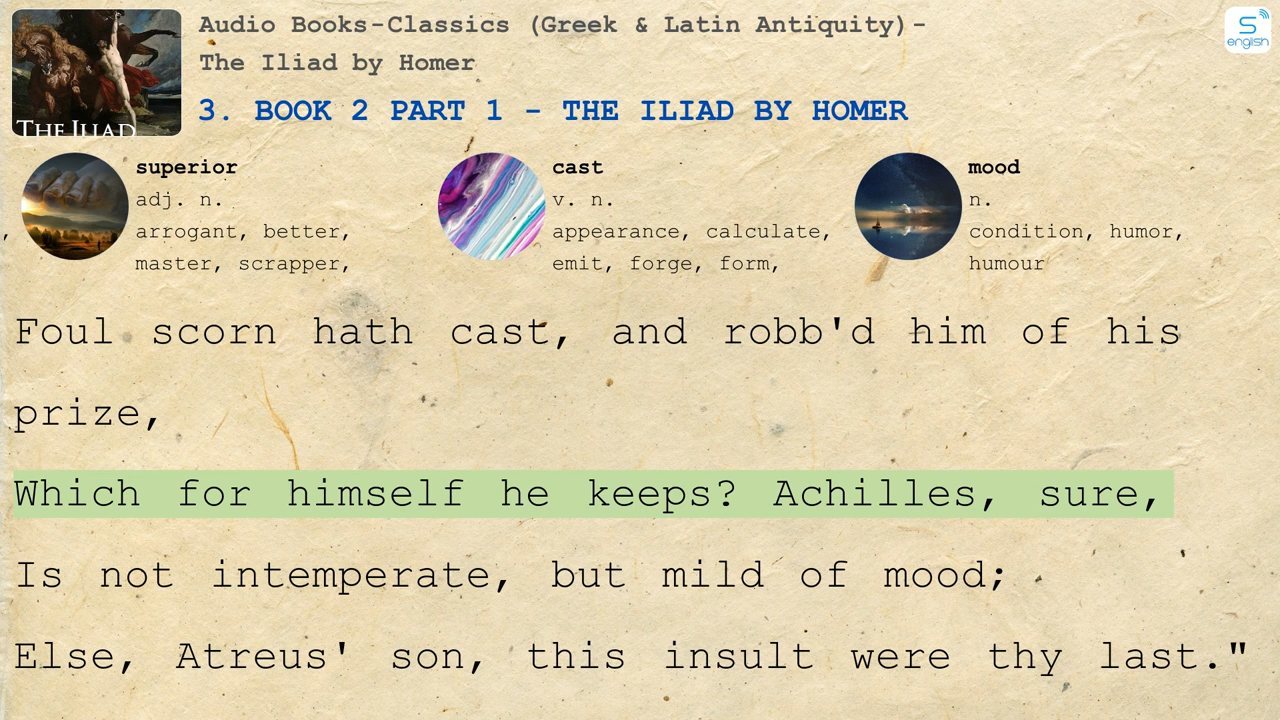 Audio Books-Classics (Greek & Latin Antiquity)-
The Iliad by Homer
3. BOOK 2 PART 1 - THE ILIAD BY HOMER
THE ILIAD
S
english
superior
adj. n.
arrogant, better,
master, scrapper,
cast
v. n.
appearance, calculate,
emit, forge, form,
mood
n.
condition, humor,
humour
Foul scorn hath cast, and robb'd him of his
prize,
Which for himself he keeps? Achilles, sure,
Is not intemperate, but mild of mood;
Else, Atreus' son, this insult were thy last."